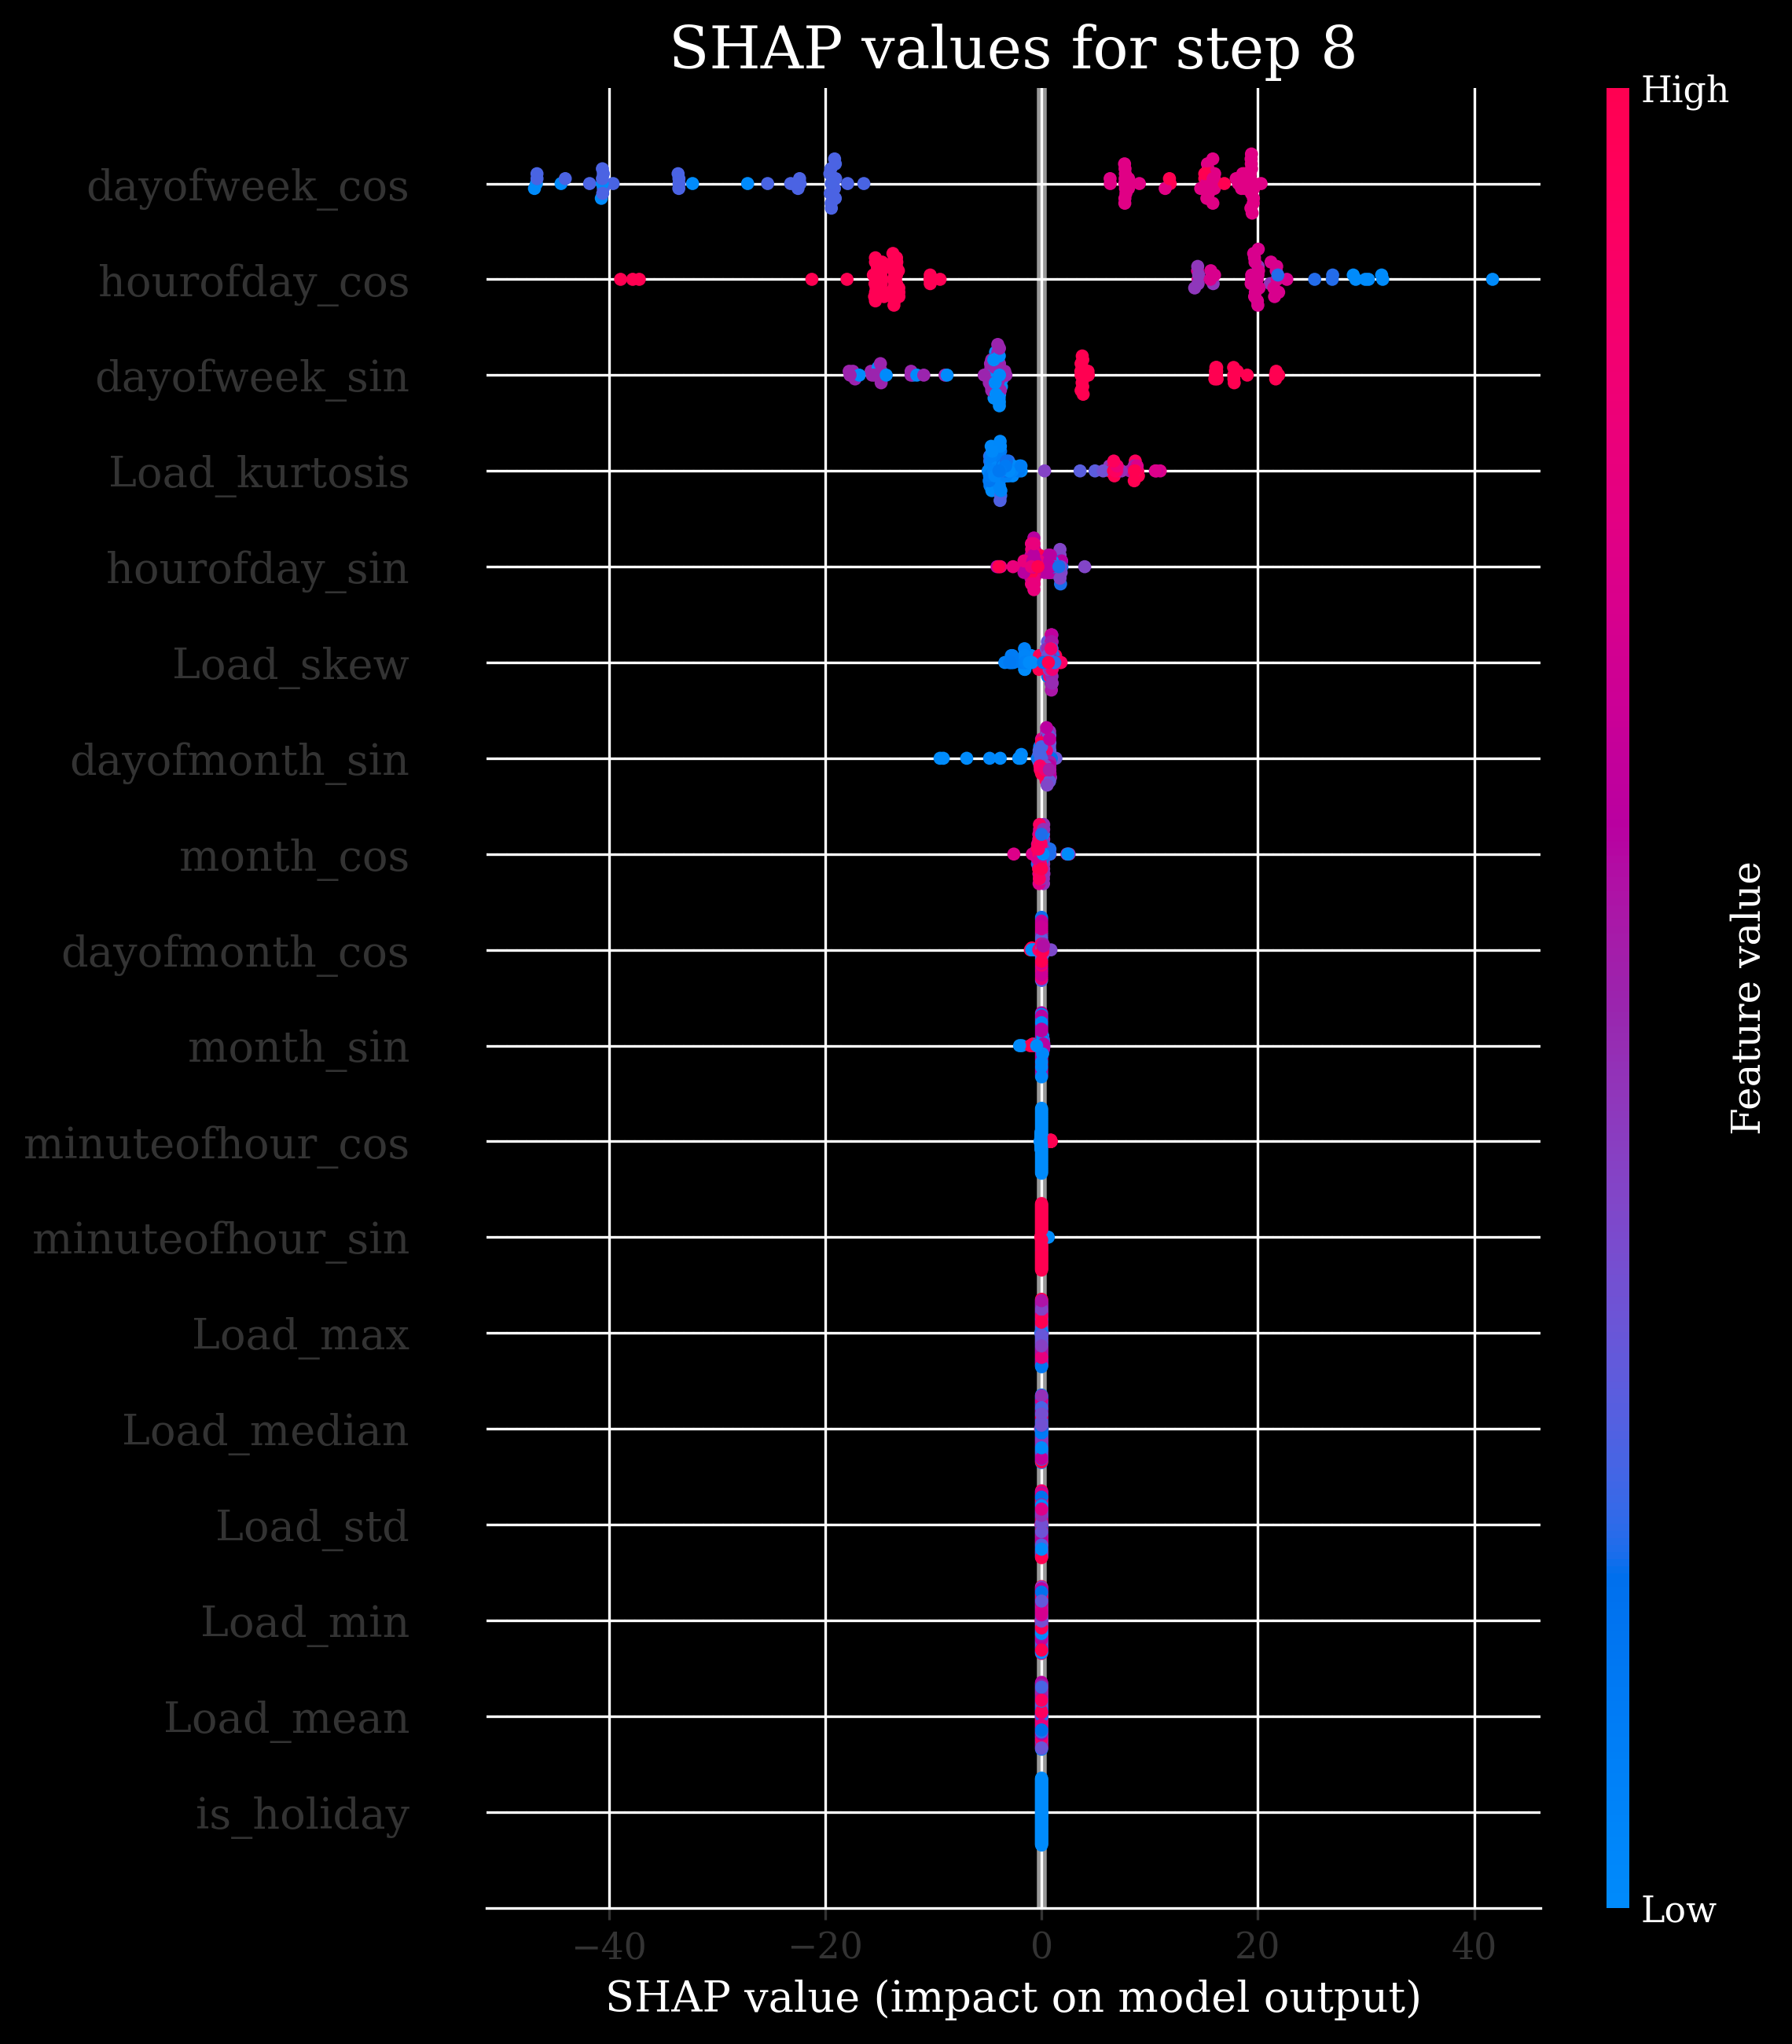 SHAP values for step 8
High
dayofweek_cos
hourofday_cos
dayofweek_sin
Load_kurtosis
hourofday_sin
Load_skew
dayofmonth_sin
month_cos
dayofmonth_cos
month_sin
minuteofhour_cos
minuteofhour_sin
Load_max
Load_median
Load_std
Load_min
Load_mean
is_holiday
Feature value
Low
−40 −20 0 20 40
SHAP value (impact on model output)